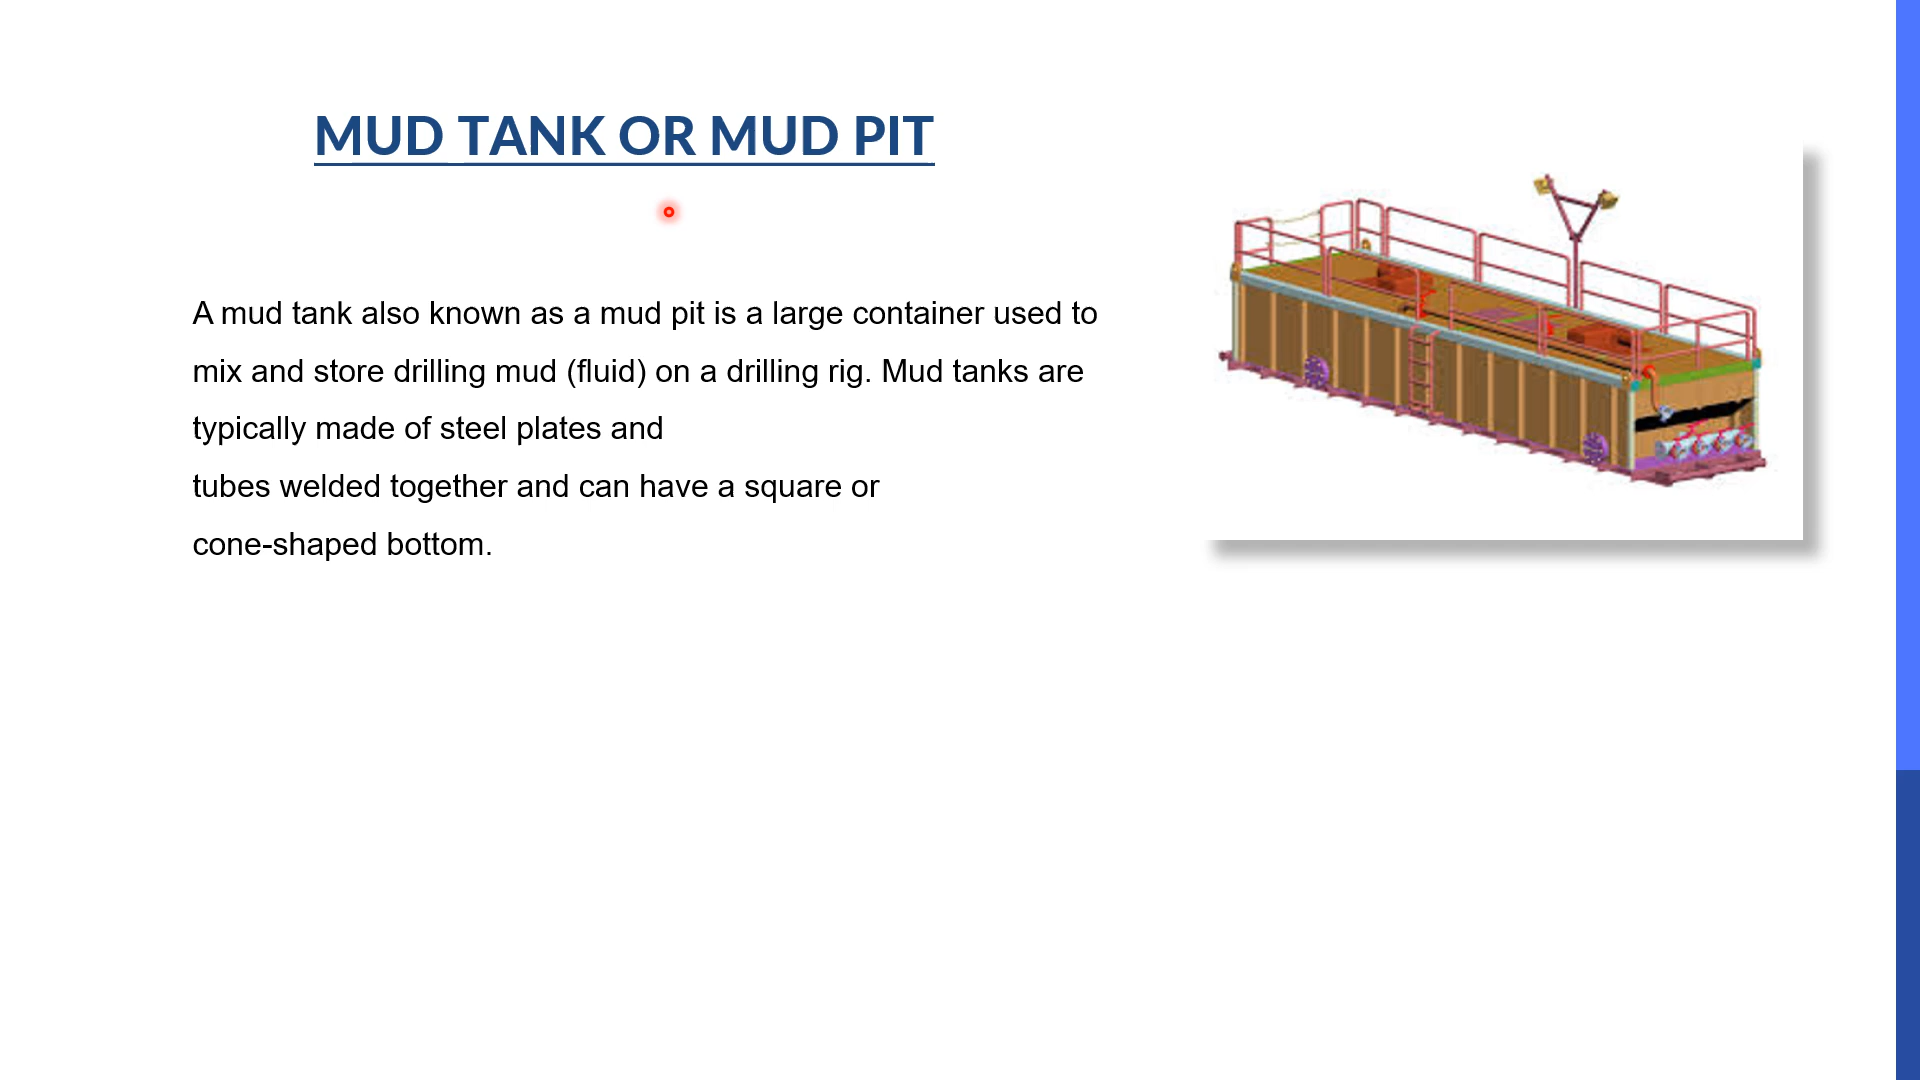 MUD TANK OR MUD PIT
A mud tank also known as a mud pit is a large container used to
mix and store drilling mud (fluid) on a drilling rig. Mud tanks are
typically made of steel plates and
tubes welded together and can have a square or
cone-shaped bottom.